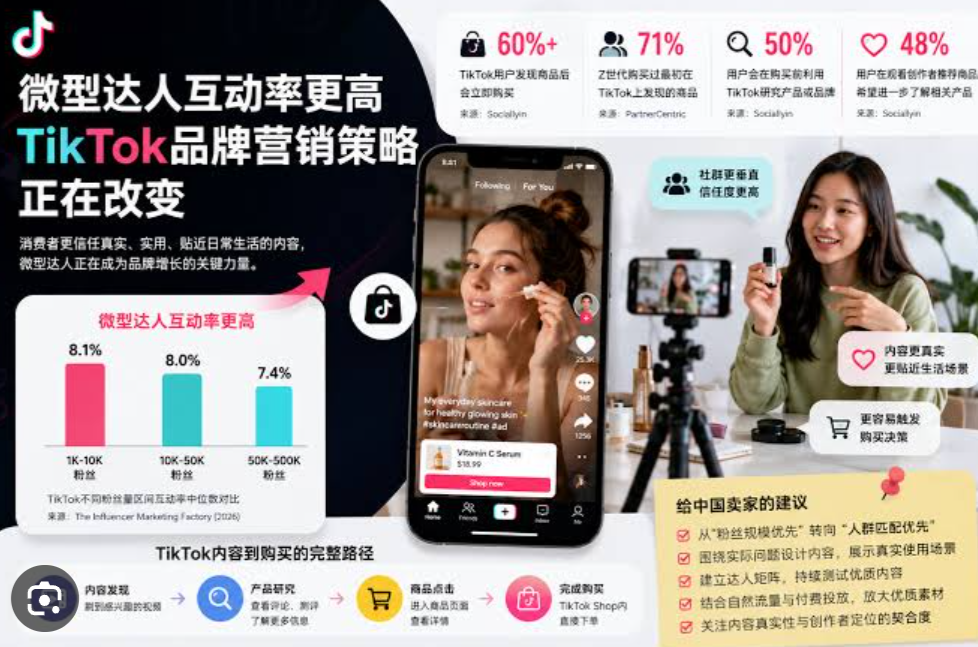 微型达人互动率更高
TikTok品牌营销策略
正在改变
消费者更信任真实、实用、贴近日常生活的内容，
微型达人正在成为品牌增长的关键力量。
60%+
TikTok用户发现商品后
会立即购买
来源：Sociallyin
71%
Z世代购买过最初在
TikTok上发现的商品
来源：PartnerCentric
50%
用户会在购买前利用
TikTok研究产品或品牌
来源：Sociallyin
48%
用户在观看创作者推荐商品
希望进一步了解相关产品
来源：Sociallyin
微型达人互动率更高
8.1%
8.0%
7.4%
1K-10K
粉丝
10K-50K
粉丝
50K-500K
粉丝
TikTok不同粉丝量区间互动率中位数对比
来源：The Influencer Marketing Factory (2026)
9:41
Following
For You
25.3K
1256
My everyday skincare
for healthy glowing skin
#skincareroutine #ad
Vitamin C Serum
$18.99
Shop now
Home
Friends
Inbox
Me
社群更垂直
信任度更高
内容更真实
更贴近生活场景
更容易触发
购买决策
TikTok内容到购买的完整路径
内容发现
刷到感兴趣的视频
产品研究
查看评论、测评
了解更多信息
商品点击
进入商品页面
查看详情
完成购买
TikTok Shop内
直接下单
给中国卖家的建议
从“粉丝规模优先”转向“人群匹配优先”
围绕实际问题设计内容，展示真实使用场景
建立达人矩阵，持续测试优质内容
结合自然流量与付费投放，放大优质素材
关注内容真实性与创作者定位的契合度